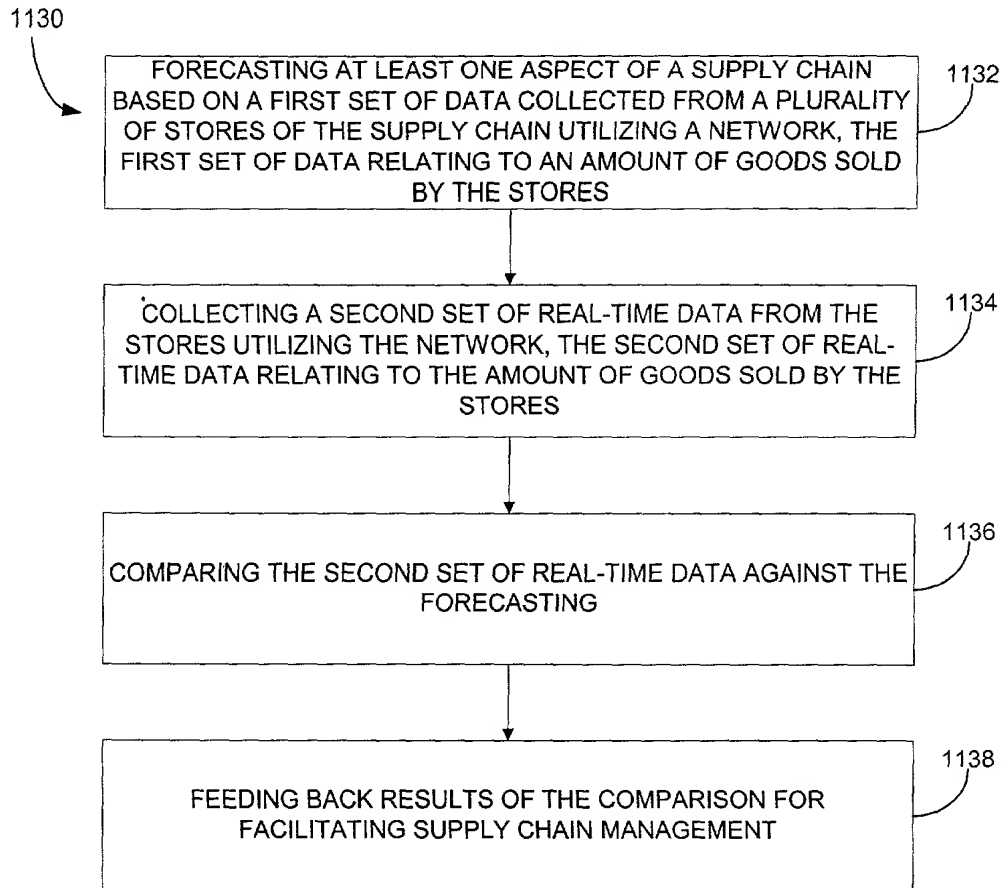 1130
FORECASTING AT LEAST ONE ASPECT OF A SUPPLY CHAIN
BASED ON A FIRST SET OF DATA COLLECTED FROM A PLURALITY
OF STORES OF THE SUPPLY CHAIN UTILIZING A NETWORK, THE
FIRST SET OF DATA RELATING TO AN AMOUNT OF GOODS SOLD
BY THE STORES
1132
COLLECTING A SECOND SET OF REAL-TIME DATA FROM THE
STORES UTILIZING THE NETWORK, THE SECOND SET OF REAL-
TIME DATA RELATING TO THE AMOUNT OF GOODS SOLD BY THE
STORES
1134
COMPARING THE SECOND SET OF REAL-TIME DATA AGAINST THE
FORECASTING
1136
FEEDING BACK RESULTS OF THE COMPARISON FOR
FACILITATING SUPPLY CHAIN MANAGEMENT
1138